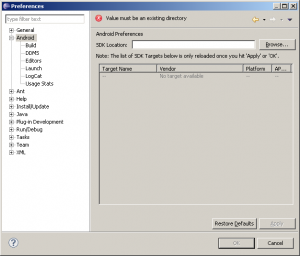 Preferences
type filter text
Value must be an existing directory
General
Android
Build
DDMS
Editors
Launch
LogCat
Usage Stats
Ant
Help
Install/Update
Java
Plug-in Development
Run/Debug
Tasks
Team
XML
Android Preferences
SDK Location:
Browse...
Note: The list of SDK Targets below is only reloaded once you hit 'Apply' or 'OK'.
Target Name Vendor Platform AP...
-- No target available -- --
Restore Defaults Apply
? OK Cancel